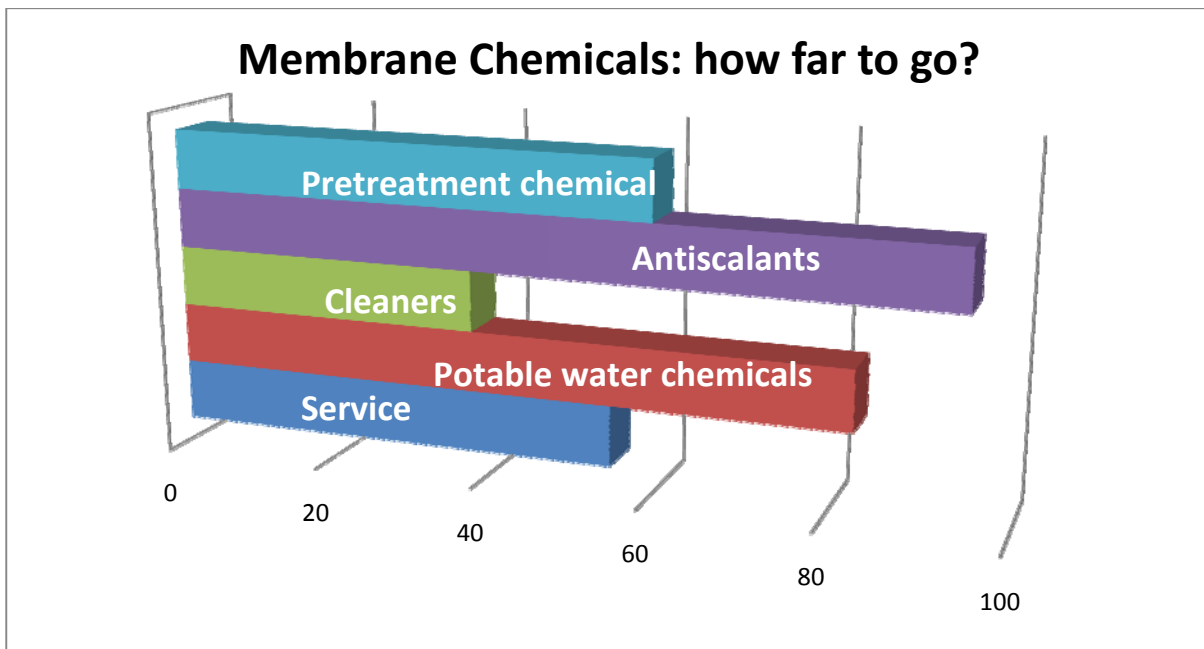 Membrane Chemicals: how far to go?
Pretreatment chemical
Antiscalants
Cleaners
Potable water chemicals
Service
0
20
40
60
80
100